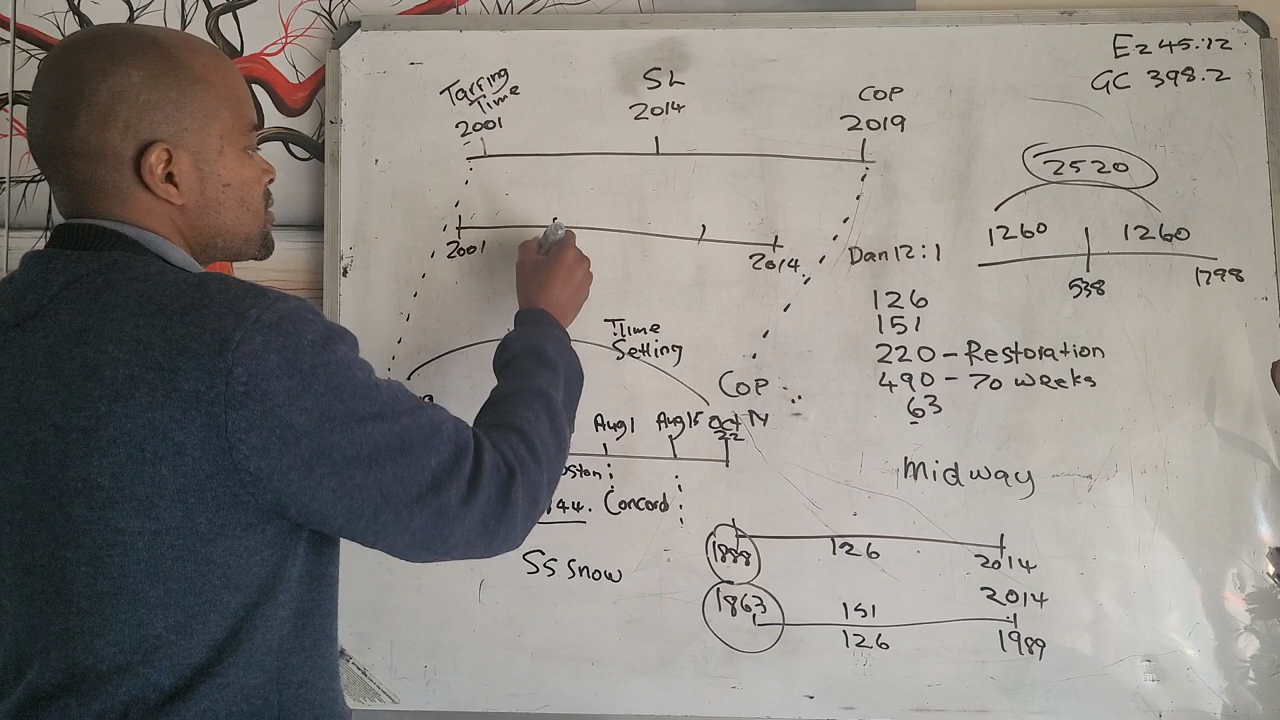 Ez 45:12
GC 398.2
Tarring Time
2001
SL
2014
COP
2019
2520
1260
1260
538
1798
2001
2014
Dan 12:1
126
151
220 - Restoration
490 - 70 weeks
63
Time
Setting
COP
Aug 1
Aug 15
Oct
22
Concord
.44.
SS Snow
Midway
1888
126
2014
1863
151
2014
126
1989